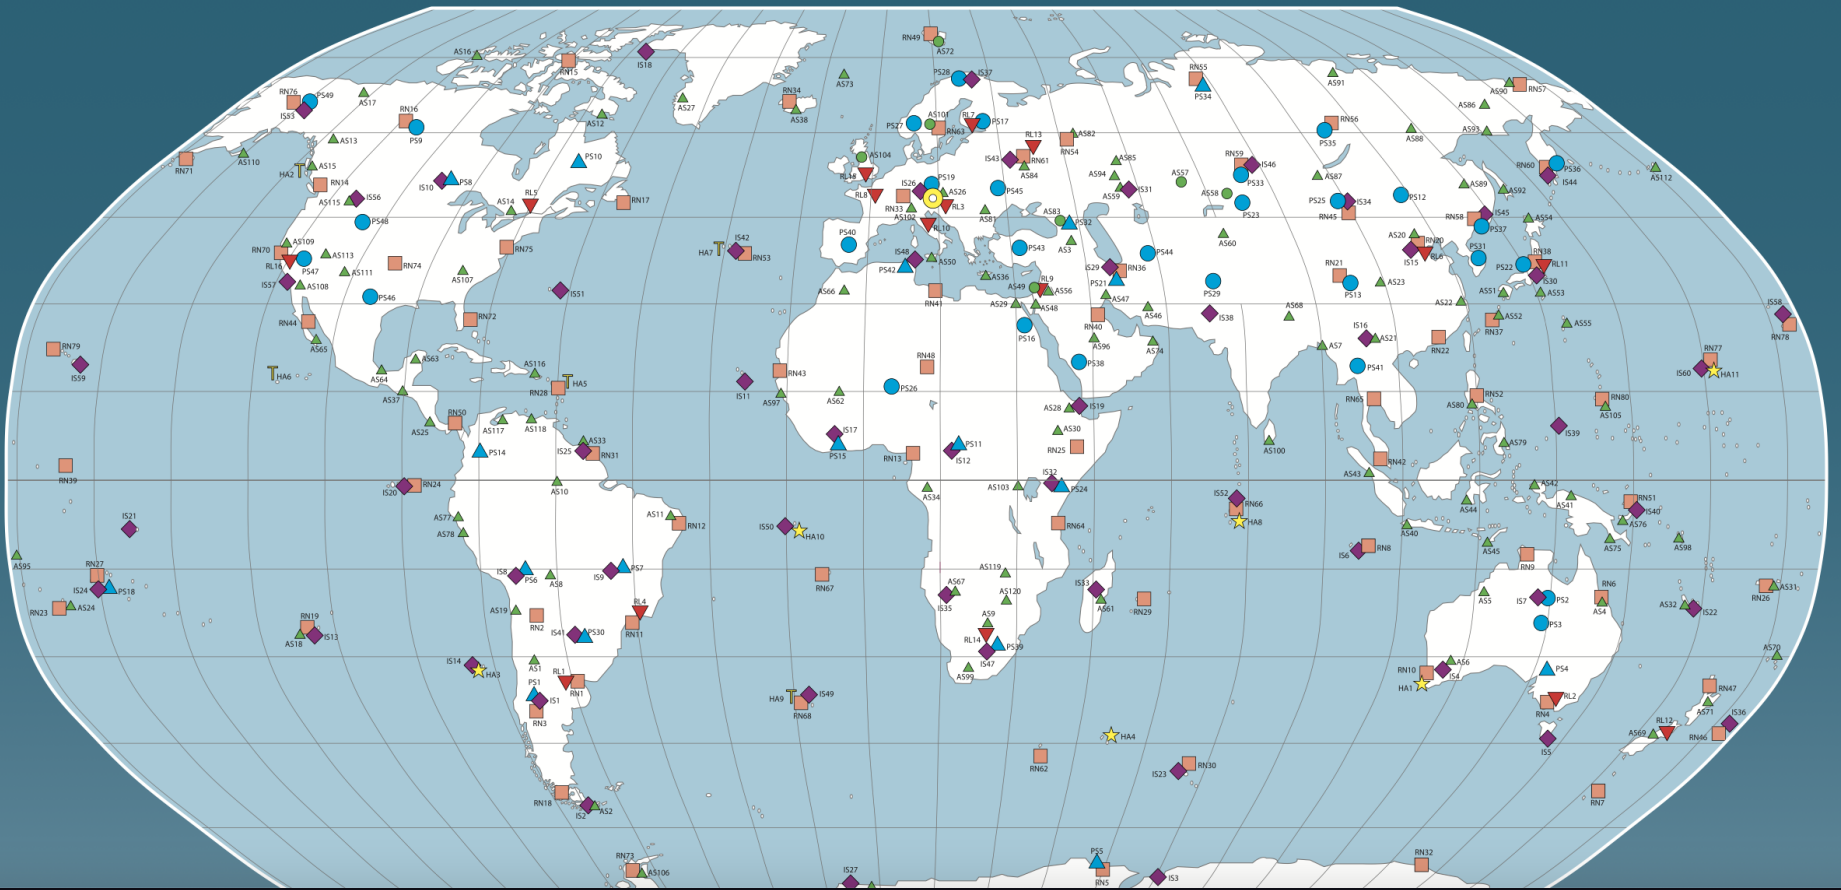 RN49
AS72
AS16
IS18
RN15
AS73
PS28
IS37
RN55
PS34
AS91
AS90
RN57
RN76
PS49
IS53
AS17
AS27
RN34
AS38
AS86
RN16
PS9
AS12
PS27
AS101
RN63
RL7
PS17
RN56
PS35
AS88
AS93
AS13
RL13
AS82
RN54
RN71
AS110
HA2
AS15
PS10
AS104
RL18
IS43
RN61
AS84
AS85
RN59
IS46
PS33
RN60
PS36
IS44
AS112
RN14
IS10
PS8
PS19
IS26
AS94
AS59
IS31
AS57
AS87
AS89
AS92
AS115
IS56
RL5
AS14
RN17
RL8
RN33
AS26
RL3
AS102
PS45
AS58
PS23
PS25
IS34
RN45
PS12
PS48
RL10
AS81
AS83
PS32
AS3
AS60
RN58
IS45
PS37
AS54
RN70
AS109
RL16
PS47
AS113
RN75
HA7
IS42
RN53
PS40
IS48
PS42
AS50
PS43
PS44
AS20
RN20
IS15
RL6
PS31
RN38
PS22
RL11
IS30
IS57
AS108
AS111
RN74
AS107
IS51
AS66
RN41
AS36
IS29
RN36
PS21
AS49
RL9
AS56
AS47
PS29
RN21
PS13
AS23
AS51
AS53
PS46
AS29
AS48
AS46
AS22
RN44
AS65
RN72
PS16
RN40
AS96
AS74
IS38
AS68
RN37
AS52
AS55
IS58
RN78
RN79
IS59
AS63
IS16
AS21
AS7
RN22
HA6
AS64
AS116
HA5
RN28
IS11
RN43
RN48
PS38
PS41
RN77
IS60
HA11
AS37
AS97
AS62
PS26
AS28
IS19
RN65
RN52
AS80
RN80
AS105
AS25
RN50
AS117
AS118
IS17
PS15
AS30
IS39
PS14
AS33
IS25
RN31
RN13
PS11
IS12
RN25
AS100
AS79
RN39
RN42
AS43
IS20
RN24
AS10
AS34
AS103
IS32
PS24
IS52
RN66
HA8
AS42
AS44
AS41
RN51
IS40
AS76
IS21
AS77
AS78
AS11
RN12
IS50
HA10
RN64
AS40
AS95
IS6
RN8
AS45
AS75
AS98
RN27
IS24
PS18
IS8
PS6
AS8
IS9
PS7
RN67
AS119
RN9
RN23
AS24
AS67
IS35
AS120
IS33
AS61
RN29
AS5
IS7
PS2
RN6
AS4
AS32
IS22
RN26
AS31
RN19
AS18
IS13
AS19
RN2
RL4
RN11
AS9
PS3
IS41
PS30
RL14
PS39
IS47
IS14
HA3
AS1
AS99
RN10
AS6
IS4
HA1
PS4
AS70
PS1
RL1
RN1
IS1
RN3
HA9
IS49
RN68
RL2
RN4
RN47
AS71
HA4
IS5
AS69
RL12
IS36
RN46
RN62
IS23
RN30
RN18
IS2
AS2
RN7
RN73
AS106
IS27
PS5
RN5
IS3
RN32